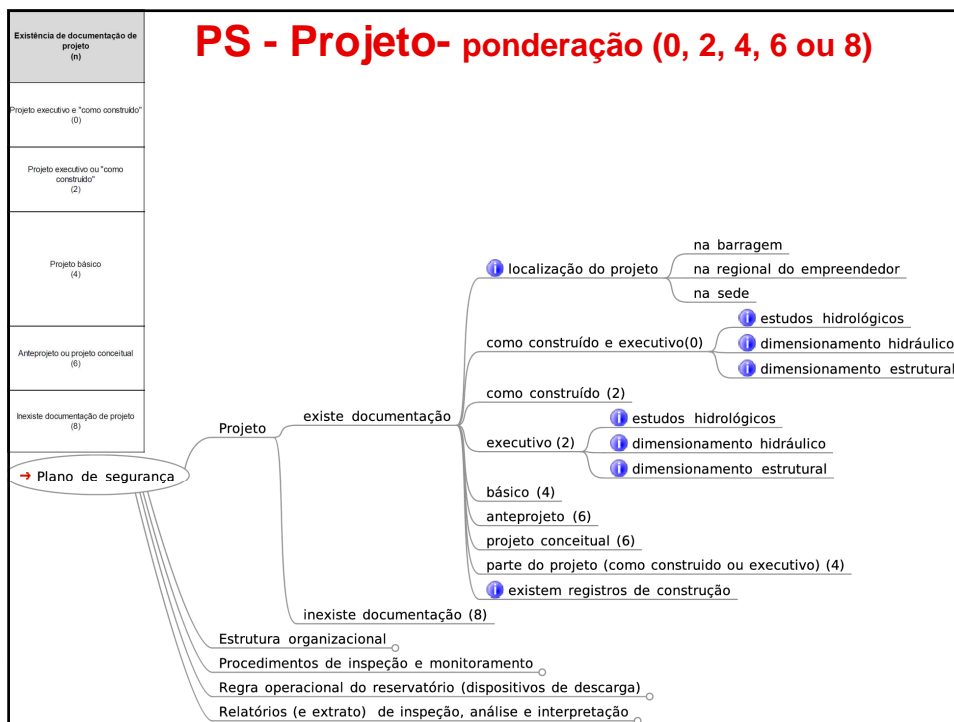 PS - Projeto- ponderação (0, 2, 4, 6 ou 8)
Existência de documentação de
projeto
(n)
Projeto executivo e "como construído"
(0)
Projeto executivo ou "como
construído"
(2)
Projeto básico
(4)
Anteprojeto ou projeto conceitual
(6)
Inexiste documentação de projeto
(8)
Plano de segurança
Projeto
existe documentação
localização do projeto
na barragem
na regional do empreendedor
na sede
como construído e executivo(0)
estudos hidrológicos
dimensionamento hidráulico
dimensionamento estrutural
como construído (2)
executivo (2)
estudos hidrológicos
dimensionamento hidráulico
dimensionamento estrutural
básico (4)
anteprojeto (6)
projeto conceitual (6)
parte do projeto (como construido ou executivo) (4)
existem registros de construção
inexiste documentação (8)
Estrutura organizacional
Procedimentos de inspeção e monitoramento
Regra operacional do reservatório (dispositivos de descarga)
Relatórios (e extrato) de inspeção, análise e interpretação